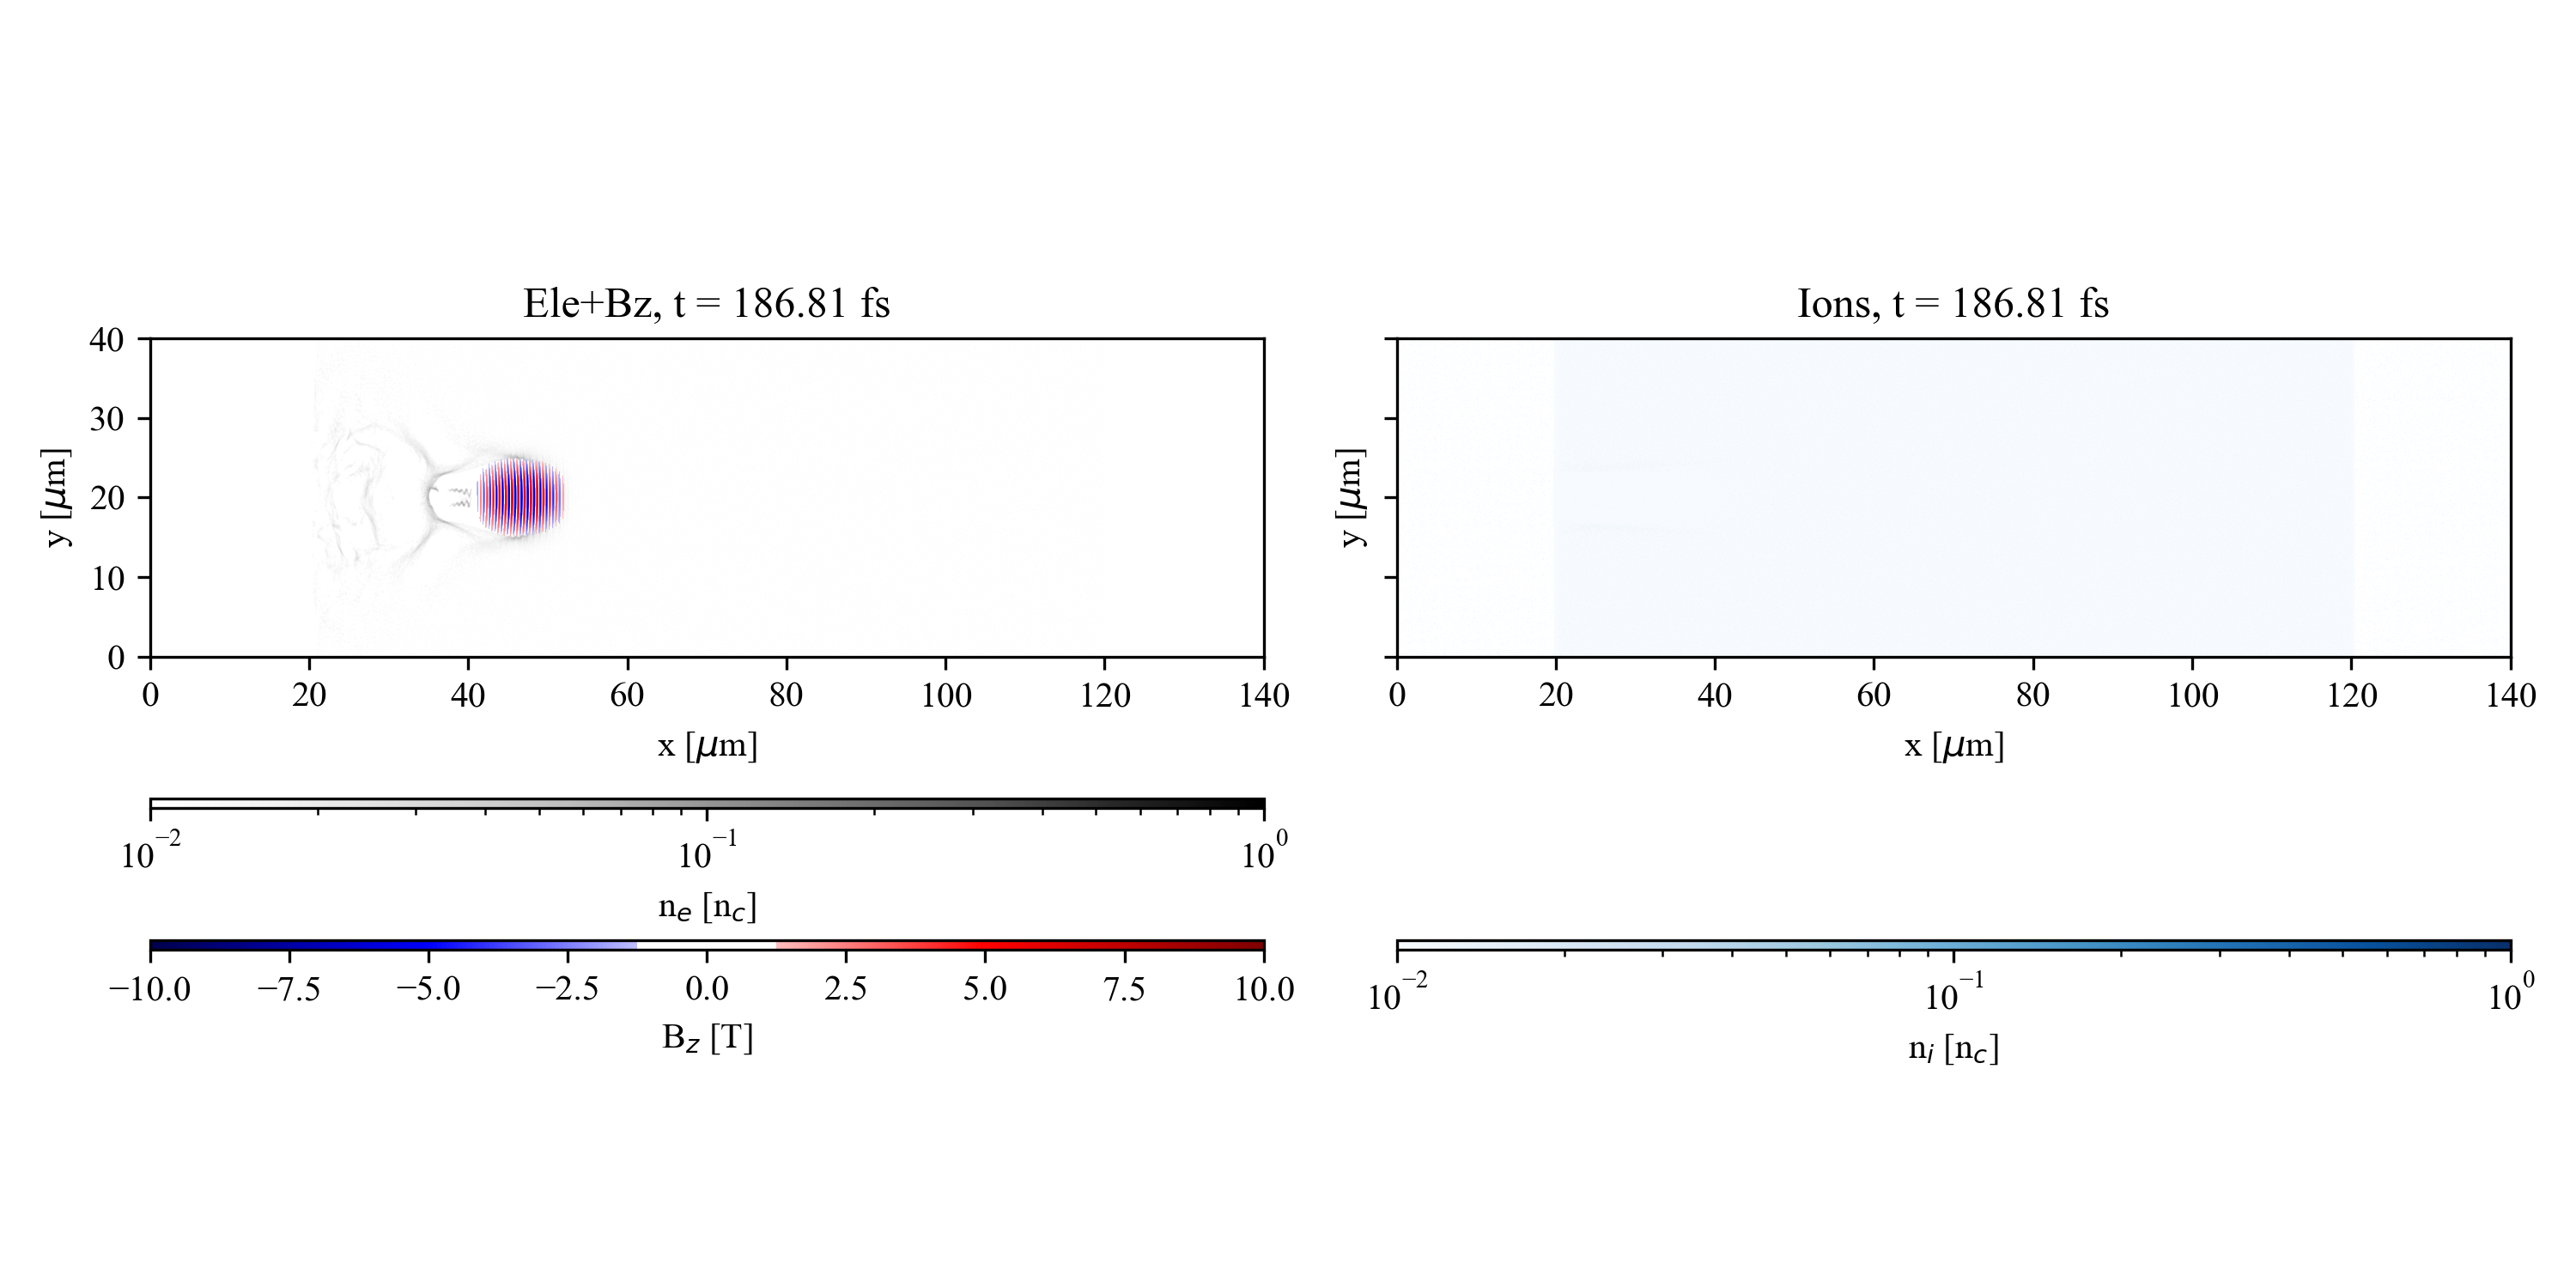 Ele+Bz, t = 186.81 fs
40
30
20
10
0
y [μm]
0 20 40 60 80 100 120 140
x [μm]
10⁻² 10⁻¹ 10⁰
nₑ [n_c]
−10.0 −7.5 −5.0 −2.5 0.0 2.5 5.0 7.5 10.0
B_z [T]
Ions, t = 186.81 fs
y [μm]
0 20 40 60 80 100 120 140
x [μm]
10⁻² 10⁻¹ 10⁰
nᵢ [n_c]